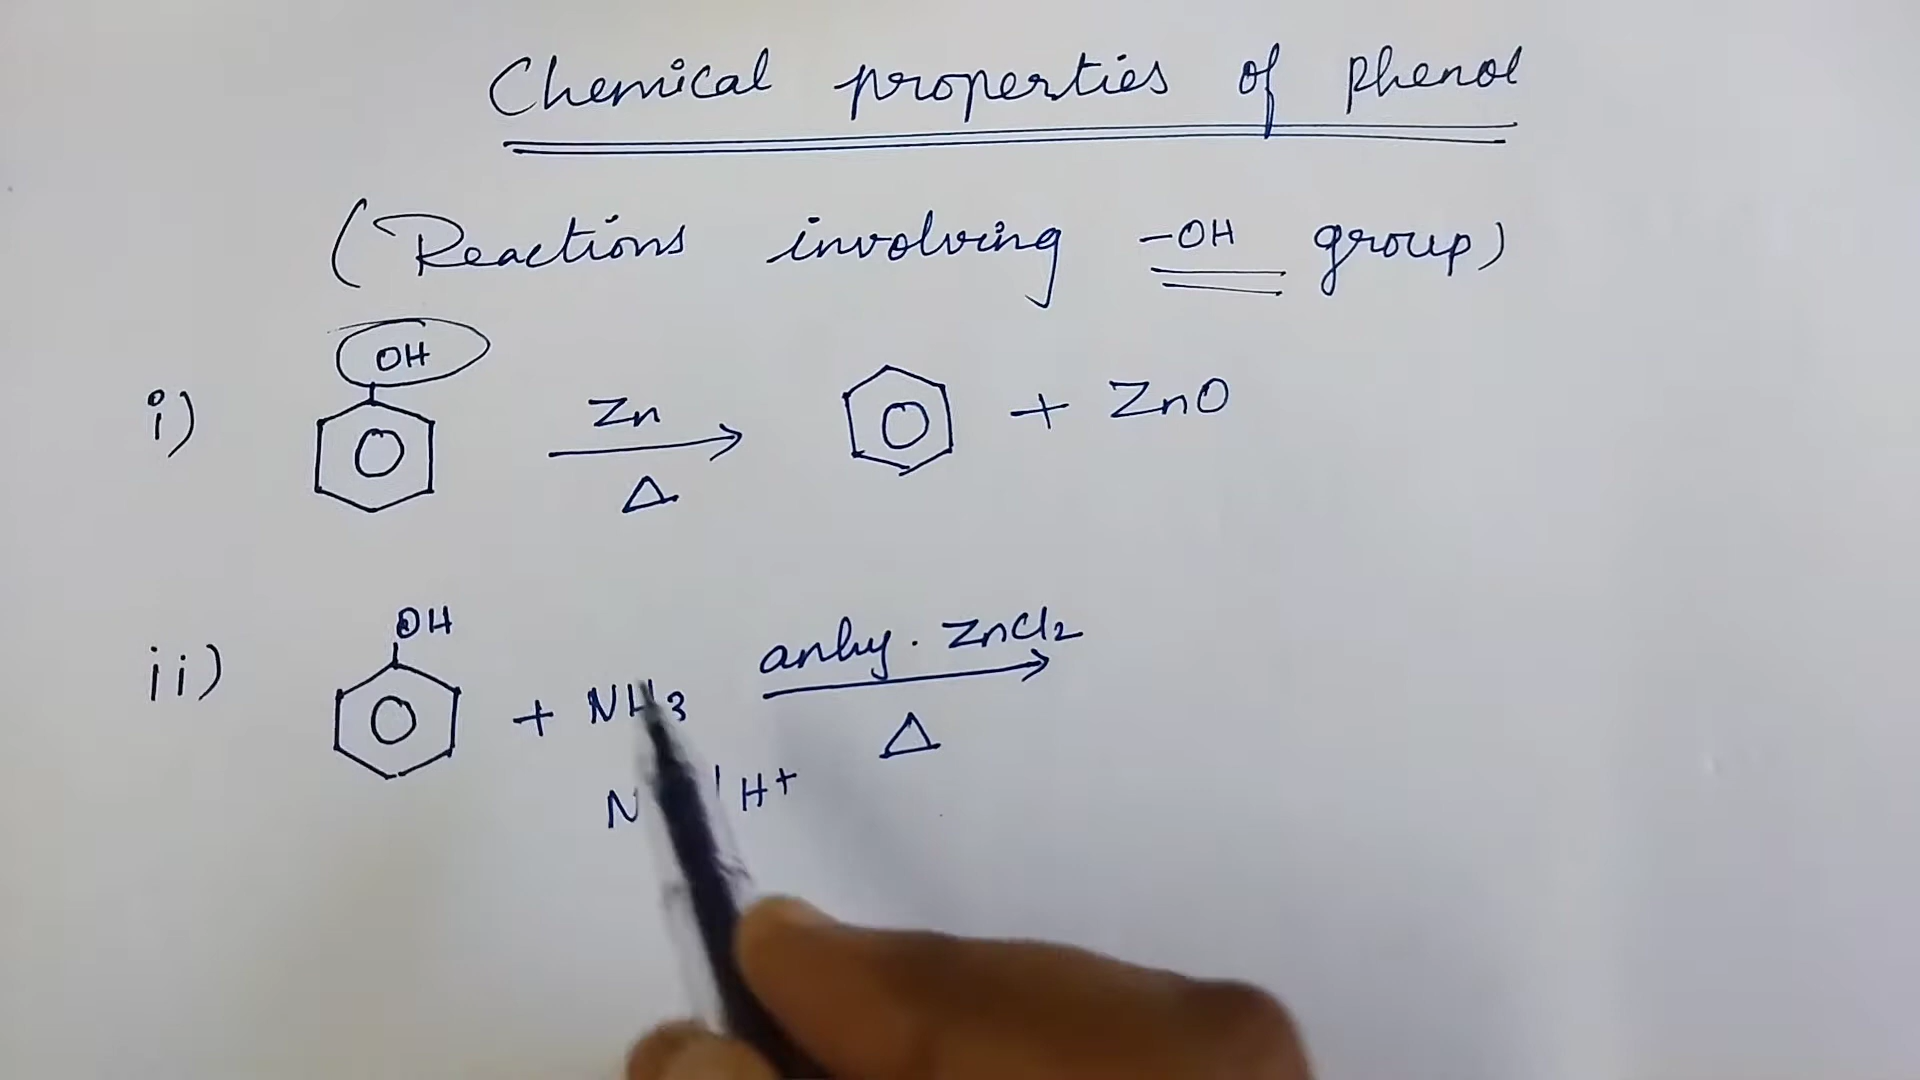 Chemical properties of phenol
(Reactions involving -OH group)
i) OH Zn Δ + ZnO
ii) OH + NH3 anhy. ZnCl2 Δ
N | H+